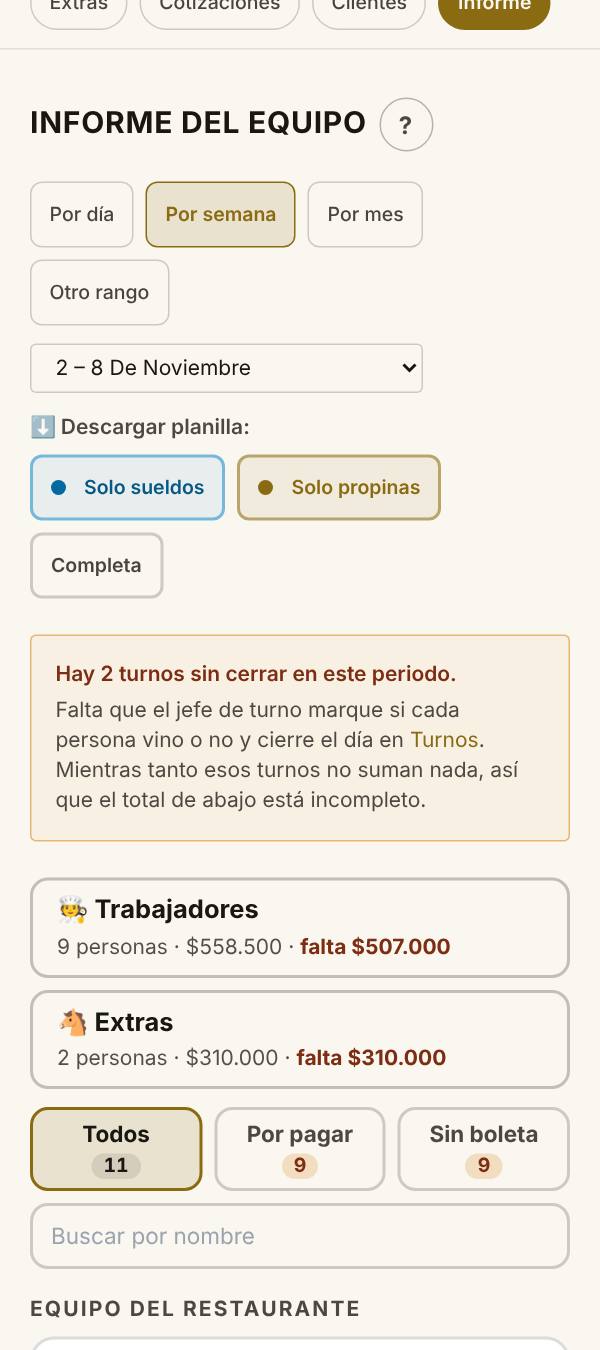 Extras Cotizaciones Clientes Informe
INFORME DEL EQUIPO ?
Por día Por semana Por mes
Otro rango
2 – 8 De Noviembre
⬇️ Descargar planilla:
Solo sueldos Solo propinas
Completa
Hay 2 turnos sin cerrar en este periodo.
Falta que el jefe de turno marque si cada
persona vino o no y cierre el día en Turnos.
Mientras tanto esos turnos no suman nada, así
que el total de abajo está incompleto.
Trabajadores
9 personas · $558.500 · falta $507.000
Extras
2 personas · $310.000 · falta $310.000
Todos Por pagar Sin boleta
11 9 9
Buscar por nombre
EQUIPO DEL RESTAURANTE